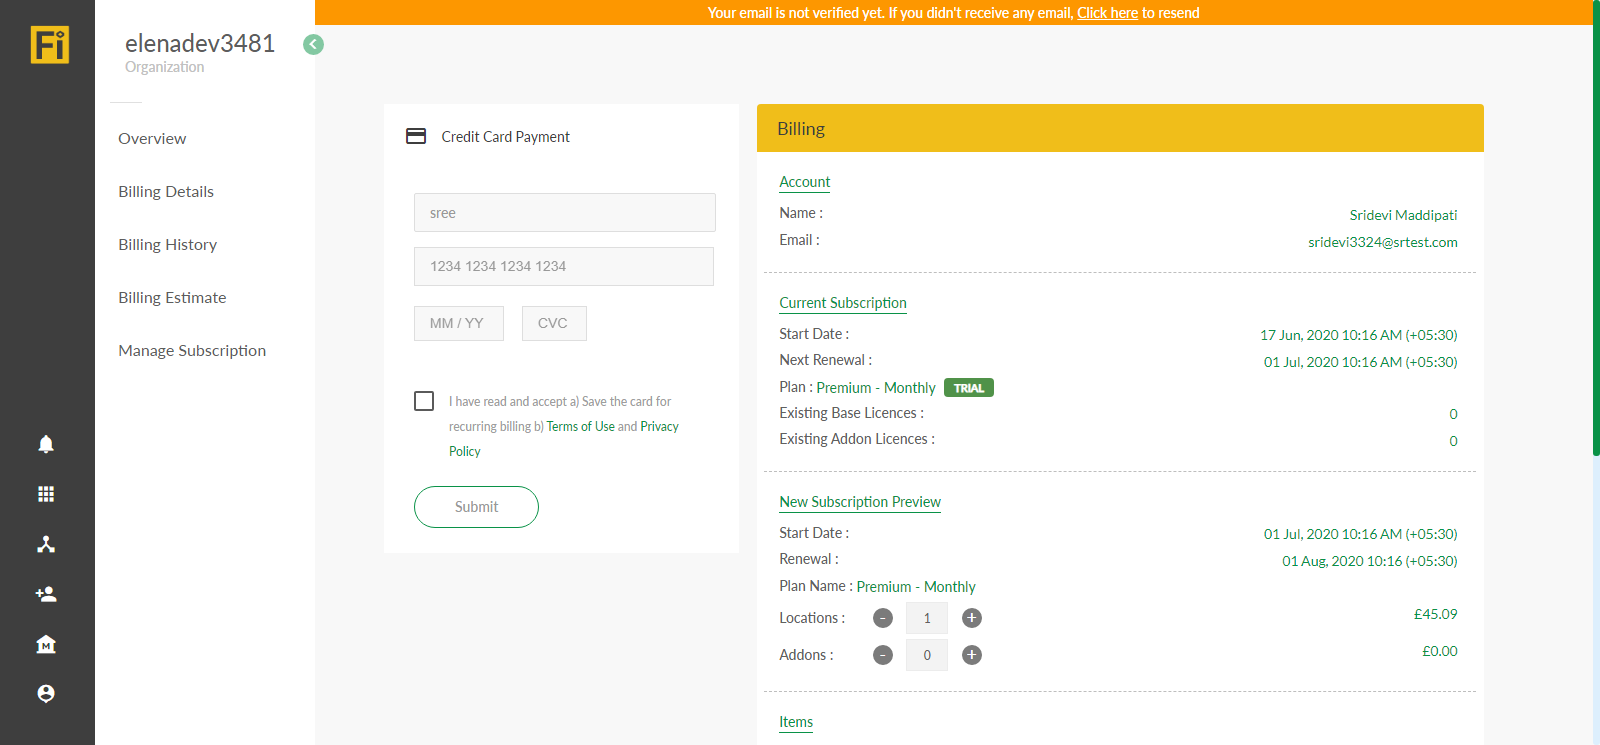 Your email is not verified yet. If you didn't receive any email, Click here to resend
Fi
elenadev3481
Organization
Overview
Billing Details
Billing History
Billing Estimate
Manage Subscription
M
Credit Card Payment
sree
1234 1234 1234 1234
MM / YY CVC
I have read and accept a) Save the card for
recurring billing b) Terms of Use and Privacy
Policy
Submit
Billing
Account
Name : Sridevi Maddipati
Email : sridevi3324@srtest.com
Current Subscription
Start Date : 17 Jun, 2020 10:16 AM (+05:30)
Next Renewal : 01 Jul, 2020 10:16 AM (+05:30)
Plan : Premium - Monthly TRIAL
Existing Base Licences : 0
Existing Addon Licences : 0
New Subscription Preview
Start Date : 01 Jul, 2020 10:16 AM (+05:30)
Renewal : 01 Aug, 2020 10:16 (+05:30)
Plan Name : Premium - Monthly
Locations : - 1 + £45.09
Addons : - 0 + £0.00
Items